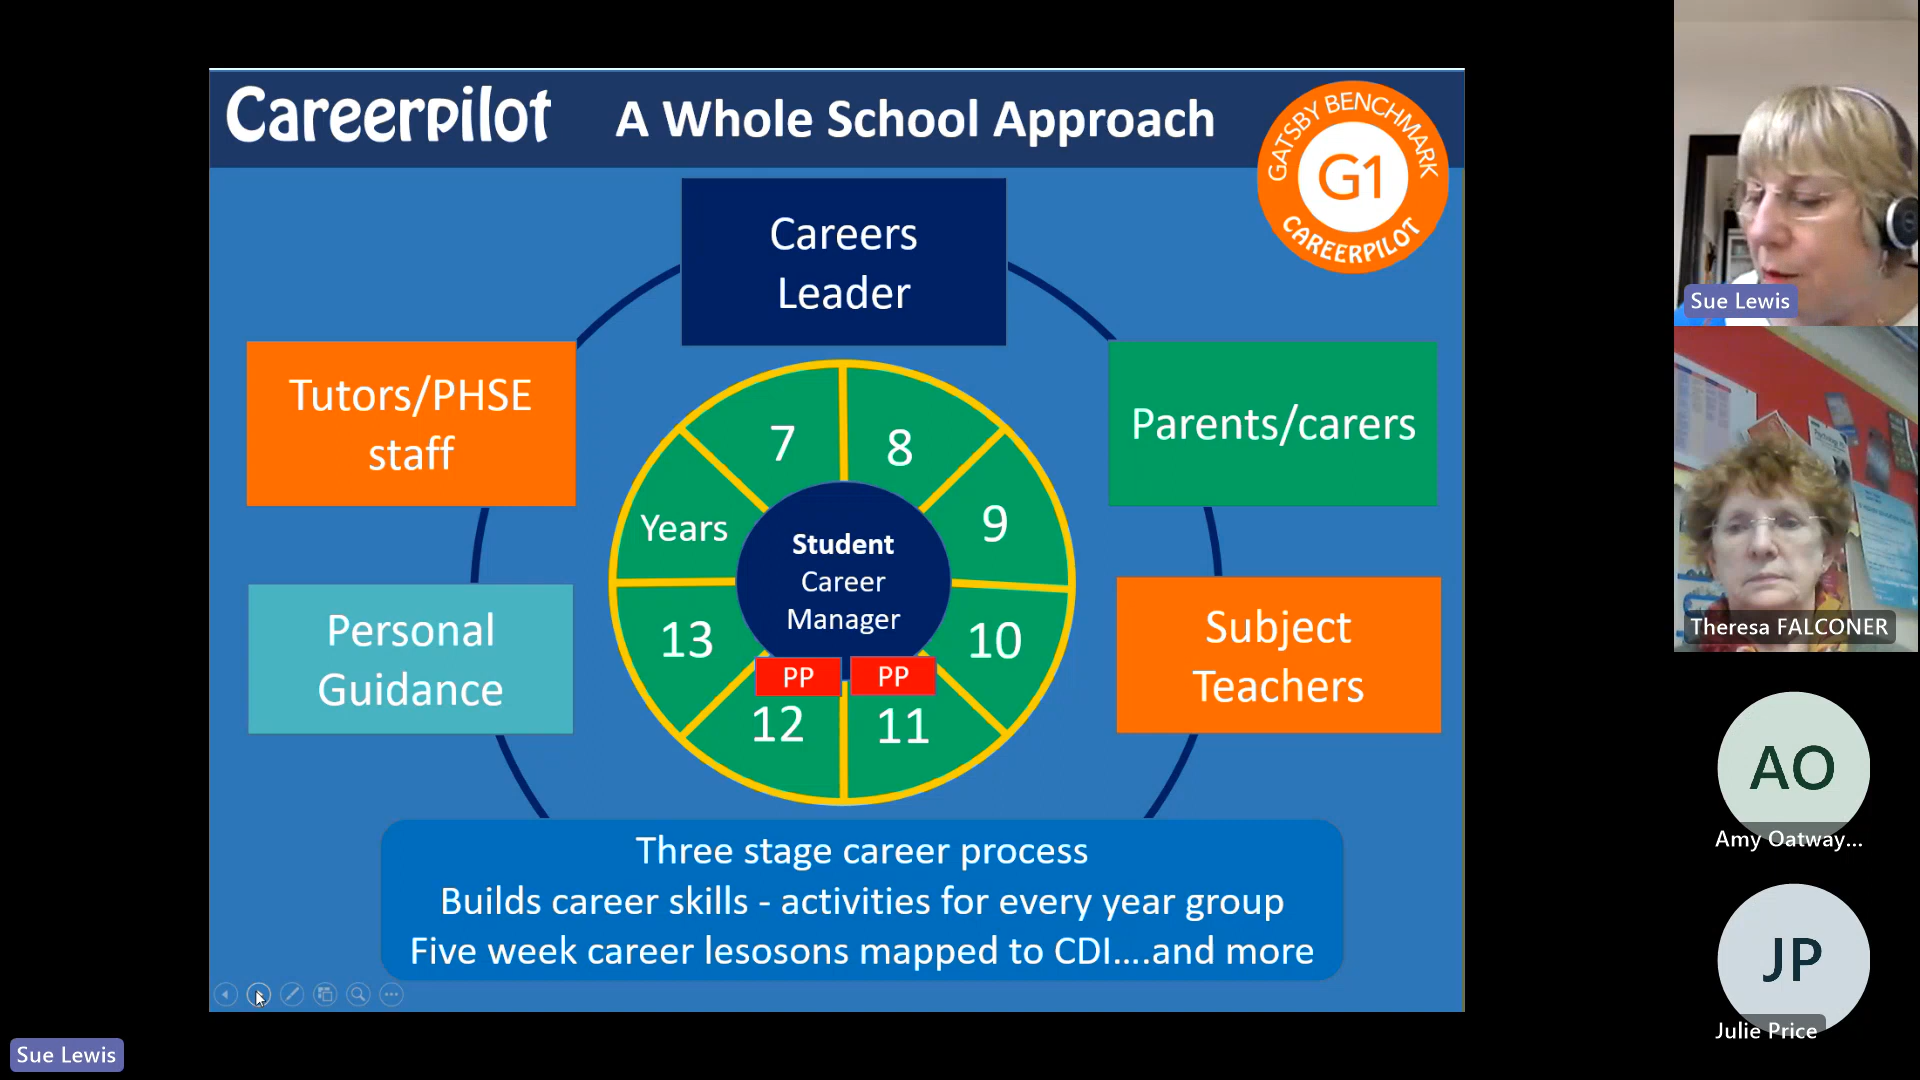 Careerpilot
A Whole School Approach
GATSBY BENCHMARK
G1
CAREERPILOT
Careers
Leader
Tutors/PHSE
staff
Parents/carers
Personal
Guidance
Subject
Teachers
Years
7
8
9
10
11
12
13
PP
PP
Student
Career
Manager
Three stage career process
Builds career skills - activities for every year group
Five week career lesosons mapped to CDI....and more
Sue Lewis
Theresa FALCONER
AO
Amy Oatway...
JP
Julie Price
Sue Lewis